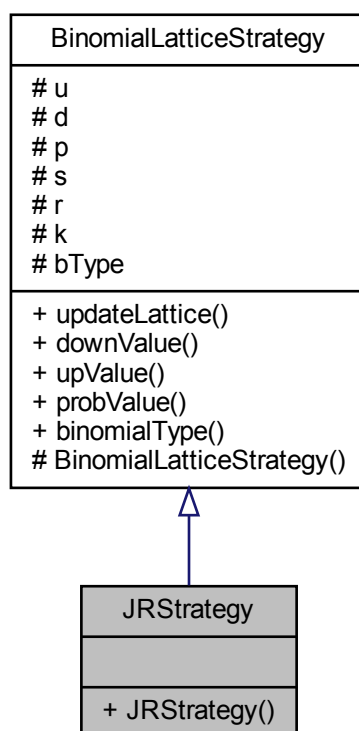 BinomialLatticeStrategy
# u
# d
# p
# s
# r
# k
# bType
+ updateLattice()
+ downValue()
+ upValue()
+ probValue()
+ binomialType()
# BinomialLatticeStrategy()
JRStrategy
+ JRStrategy()